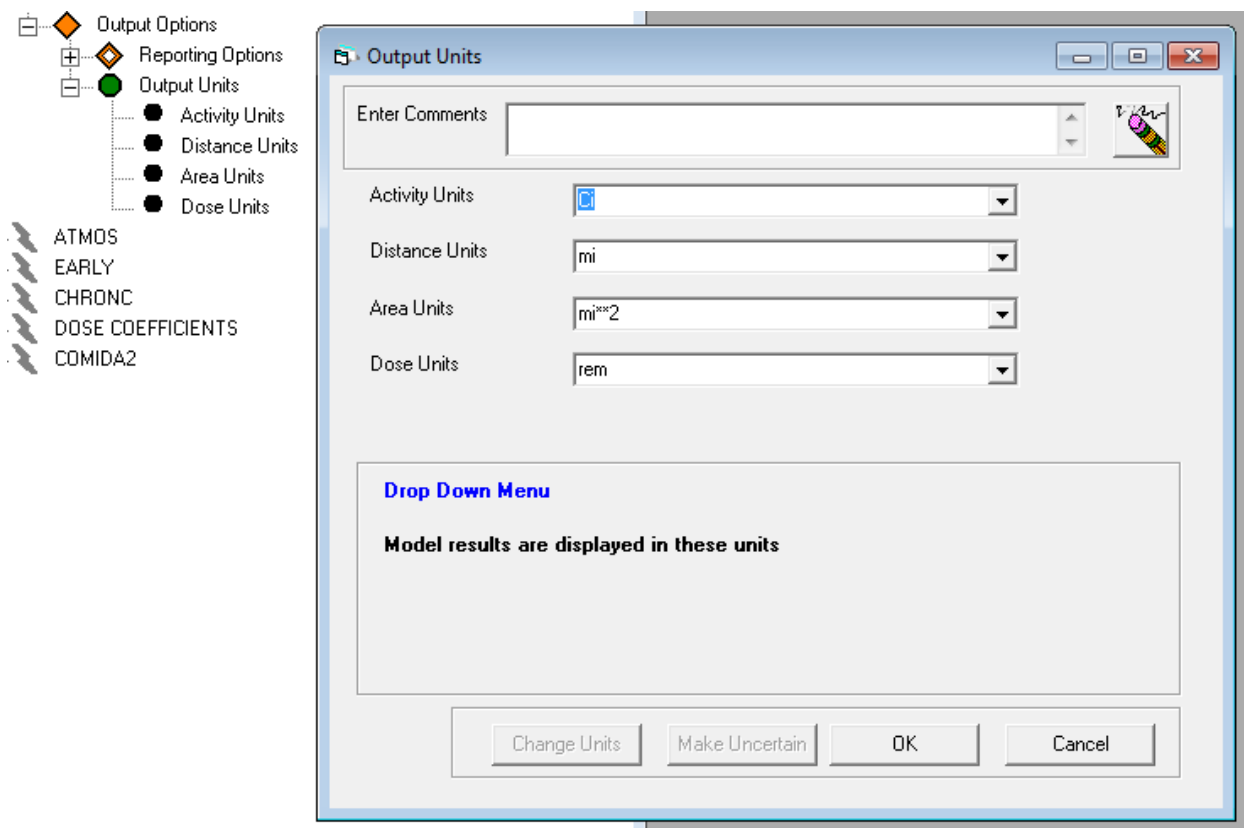 Output Options
Reporting Options
Output Units
Activity Units
Distance Units
Area Units
Dose Units
ATMOS
EARLY
CHRONC
DOSE COEFFICIENTS
COMIDA2
Output Units
Enter Comments
Activity Units Ci
Distance Units mi
Area Units mi**2
Dose Units rem
Drop Down Menu
Model results are displayed in these units
Change Units Make Uncertain OK Cancel